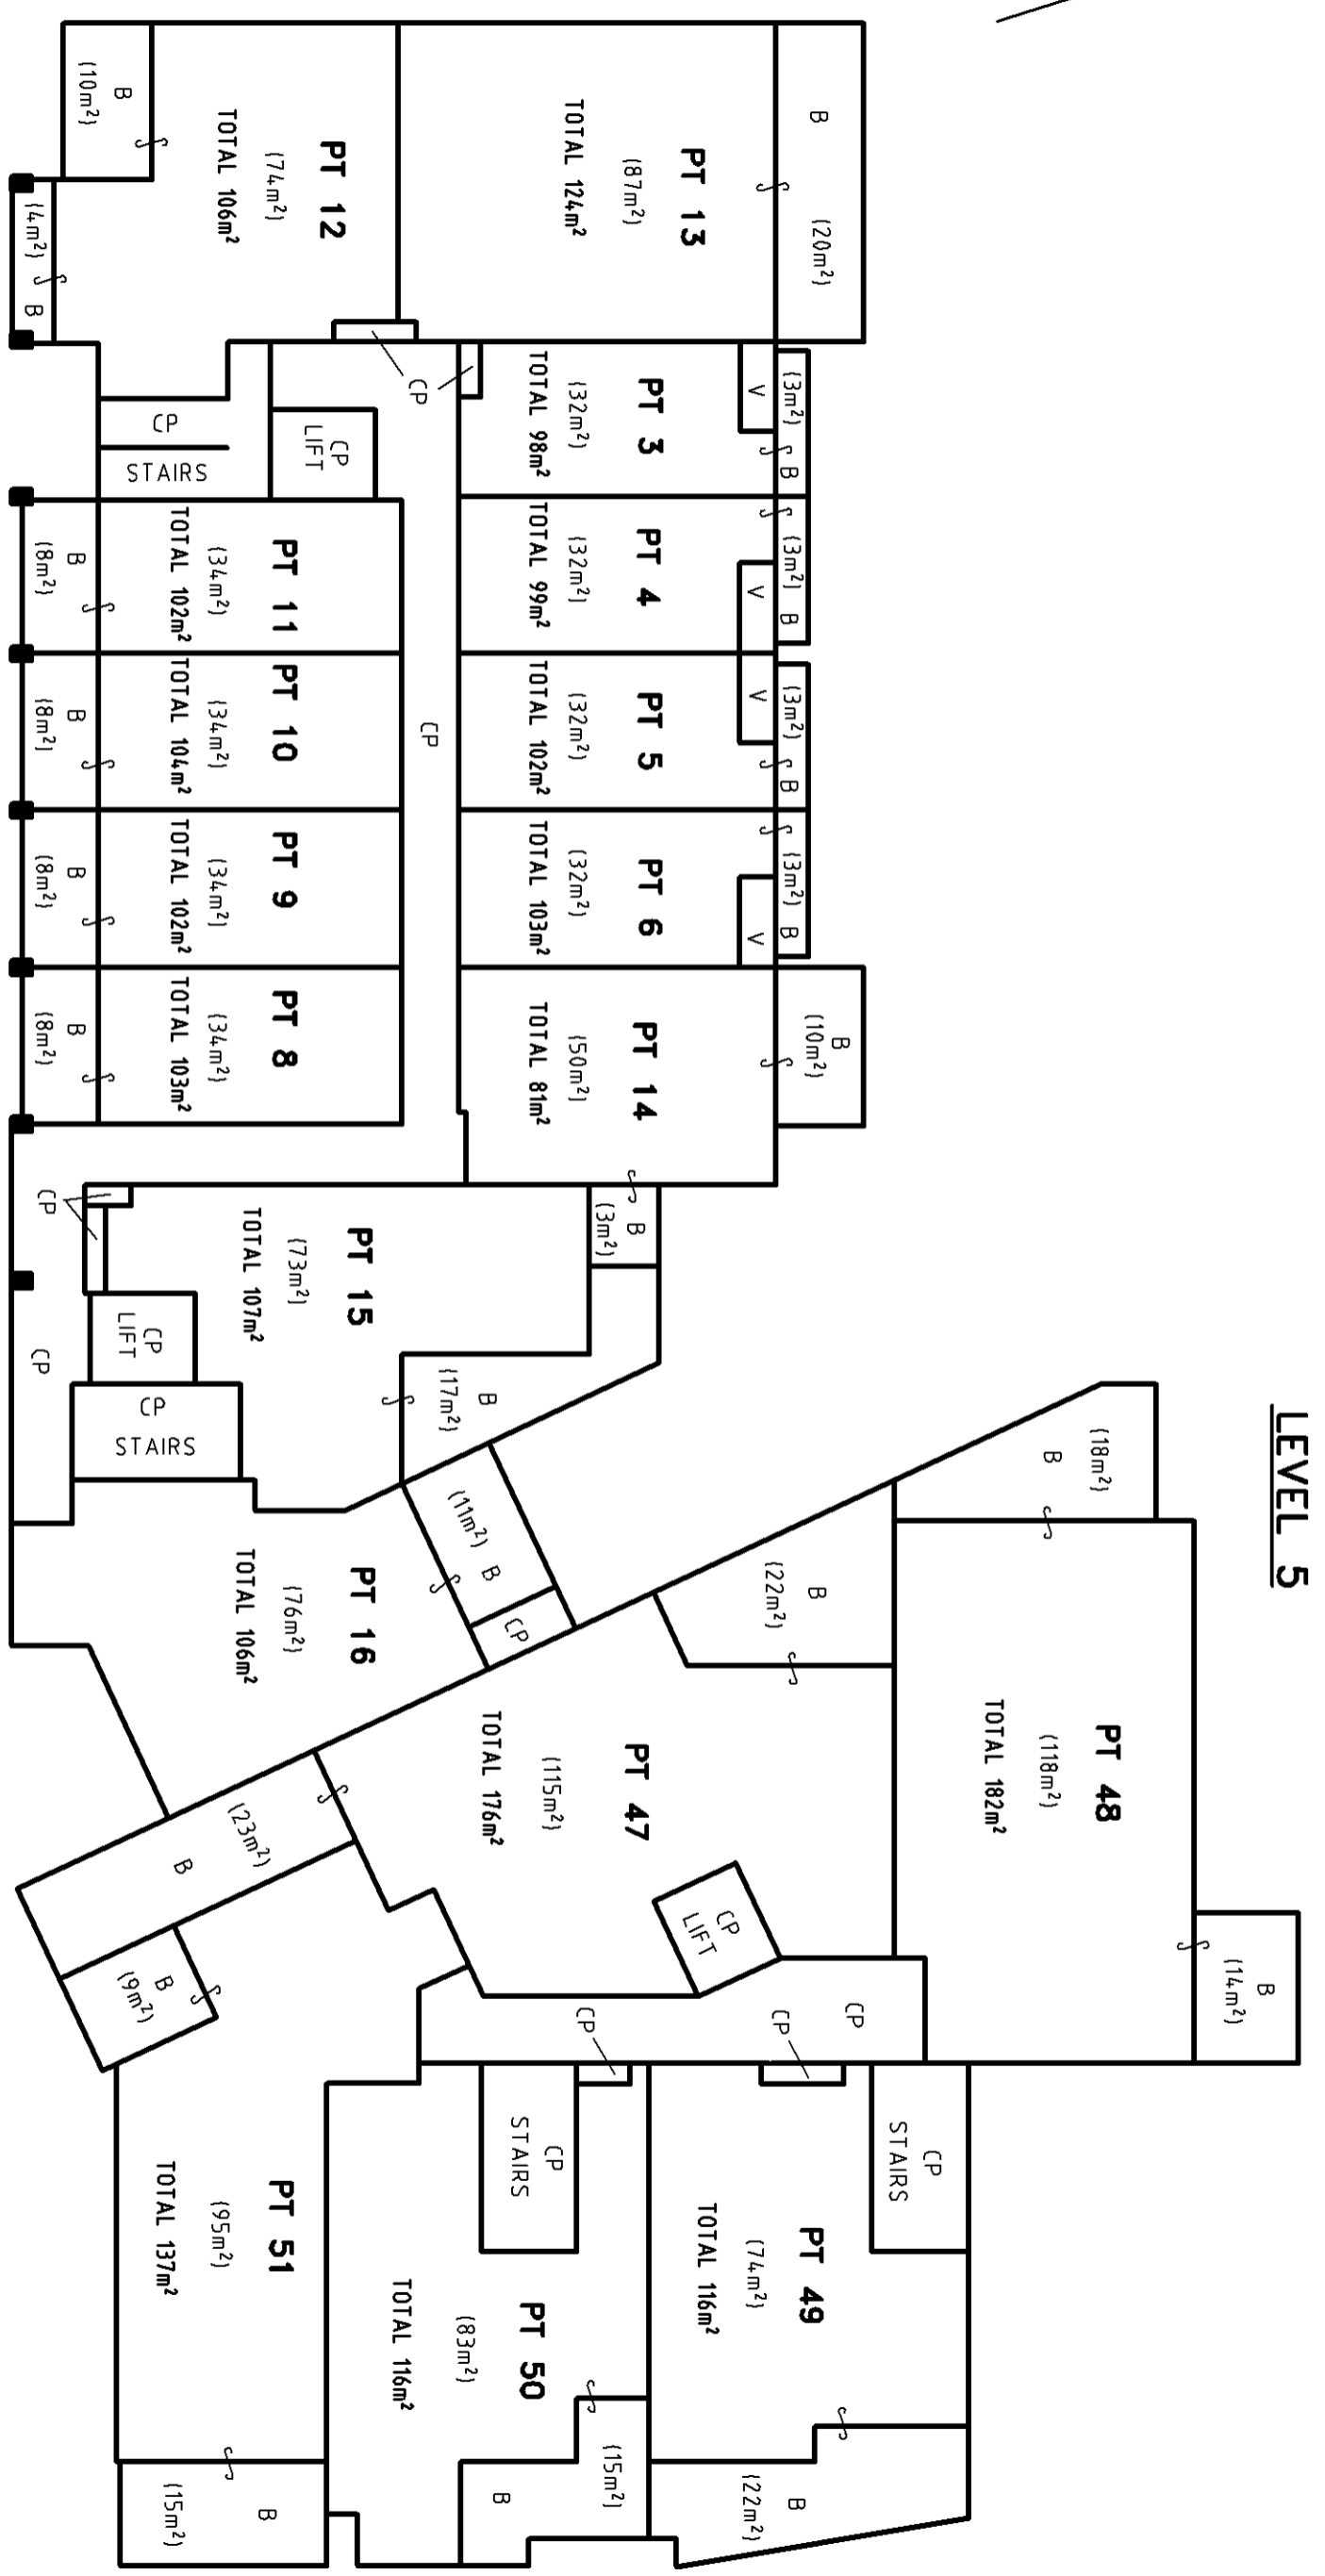 LEVEL 5
B
(20m²)
PT 13
(87m²)
TOTAL 124m²
PT 12
(74m²)
TOTAL 106m²
B
(10m²)
(4m²)
B
CP
(3m²)
B
V
PT 3
(32m²)
TOTAL 98m²
(3m²)
B
V
PT 4
(32m²)
TOTAL 99m²
(3m²)
B
V
PT 5
(32m²)
TOTAL 102m²
(3m²)
B
V
PT 6
(32m²)
TOTAL 103m²
B
(10m²)
PT 14
(50m²)
TOTAL 81m²
CP
CP
LIFT
CP
STAIRS
PT 11
(34m²)
TOTAL 102m²
B
(8m²)
PT 10
(34m²)
TOTAL 104m²
B
(8m²)
PT 9
(34m²)
TOTAL 102m²
B
(8m²)
PT 8
(34m²)
TOTAL 103m²
B
(8m²)
B
(3m²)
PT 15
(73m²)
TOTAL 107m²
CP
CP
LIFT
CP
CP
STAIRS
B
(17m²)
(11m²)
B
CP
PT 16
(76m²)
TOTAL 106m²
(18m²)
B
B
(22m²)
PT 48
(118m²)
TOTAL 182m²
B
(14m²)
PT 47
(115m²)
TOTAL 176m²
CP
LIFT
(23m²)
B
B
(9m²)
CP
CP
CP
CP
STAIRS
PT 49
(74m²)
TOTAL 116m²
B
(22m²)
CP
STAIRS
PT 50
(83m²)
TOTAL 116m²
(15m²)
B
PT 51
(95m²)
TOTAL 137m²
B
(15m²)